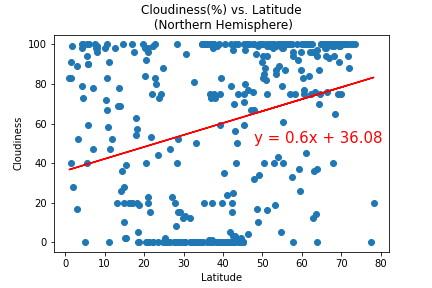 Cloudiness(%) vs. Latitude
(Northern Hemisphere)
Cloudiness
100
80
60
40
20
0
y = 0.6x + 36.08
0 10 20 30 40 50 60 70 80
Latitude